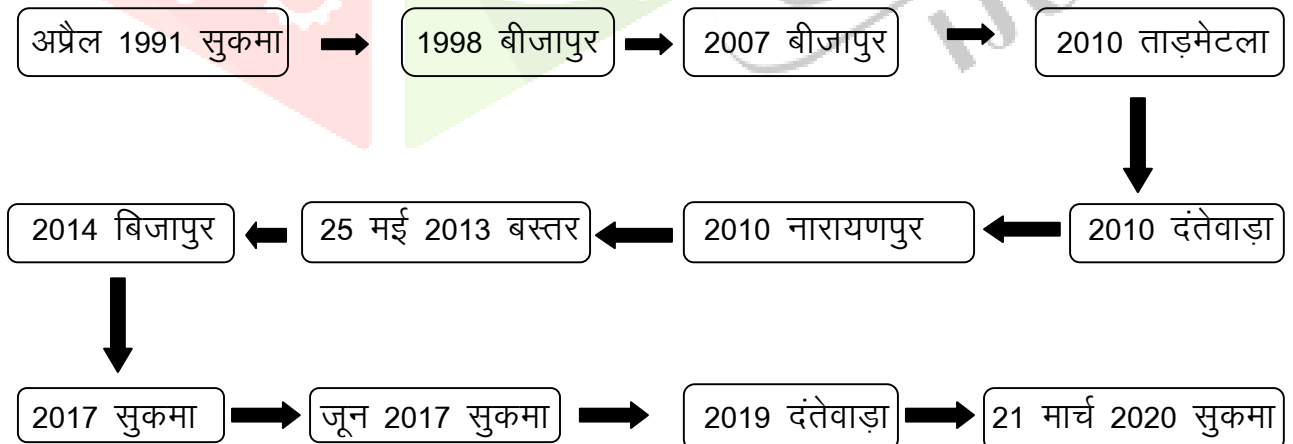 अप्रैल 1991 सुकमा 1998 बीजापुर 2007 बीजापुर 2010 ताड़मेटला
2014 बिजापुर 25 मई 2013 बस्तर 2010 नारायणपुर 2010 दंतेवाड़ा
2017 सुकमा जून 2017 सुकमा 2019 दंतेवाड़ा 21 मार्च 2020 सुकमा